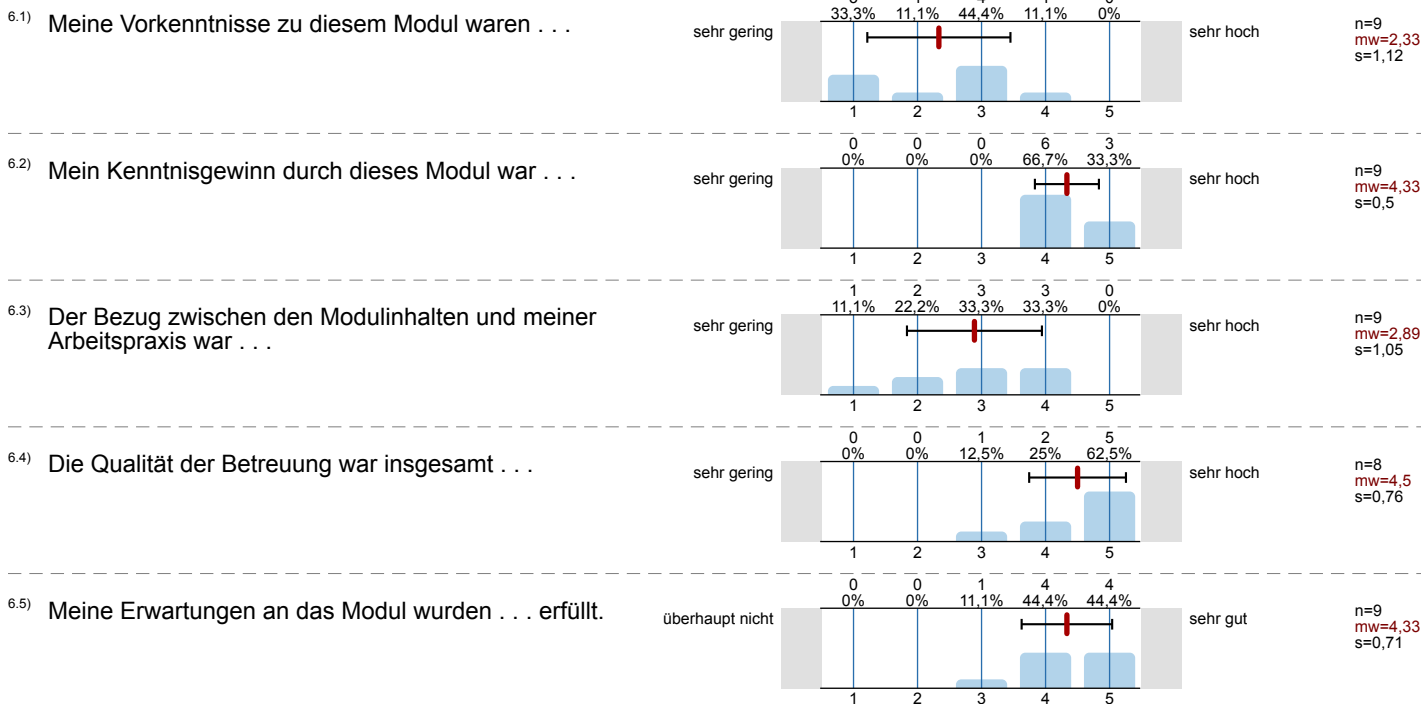 33,3% 11,1% 44,4% 11,1% 0%
6.1) Meine Vorkenntnisse zu diesem Modul waren . . .
sehr gering
sehr hoch
n=9
mw=2,33
s=1,12
1 2 3 4 5
0 0 0 6 3
0% 0% 0% 66,7% 33,3%
6.2) Mein Kenntnisgewinn durch dieses Modul war . . .
sehr gering
sehr hoch
n=9
mw=4,33
s=0,5
1 2 3 4 5
1 2 3 3 0
11,1% 22,2% 33,3% 33,3% 0%
6.3) Der Bezug zwischen den Modulinhalten und meiner
Arbeitspraxis war . . .
sehr gering
sehr hoch
n=9
mw=2,89
s=1,05
1 2 3 4 5
0 0 1 2 5
0% 0% 12,5% 25% 62,5%
6.4) Die Qualität der Betreuung war insgesamt . . .
sehr gering
sehr hoch
n=8
mw=4,5
s=0,76
1 2 3 4 5
0 0 1 4 4
0% 0% 11,1% 44,4% 44,4%
6.5) Meine Erwartungen an das Modul wurden . . . erfüllt.
überhaupt nicht
sehr gut
n=9
mw=4,33
s=0,71
1 2 3 4 5